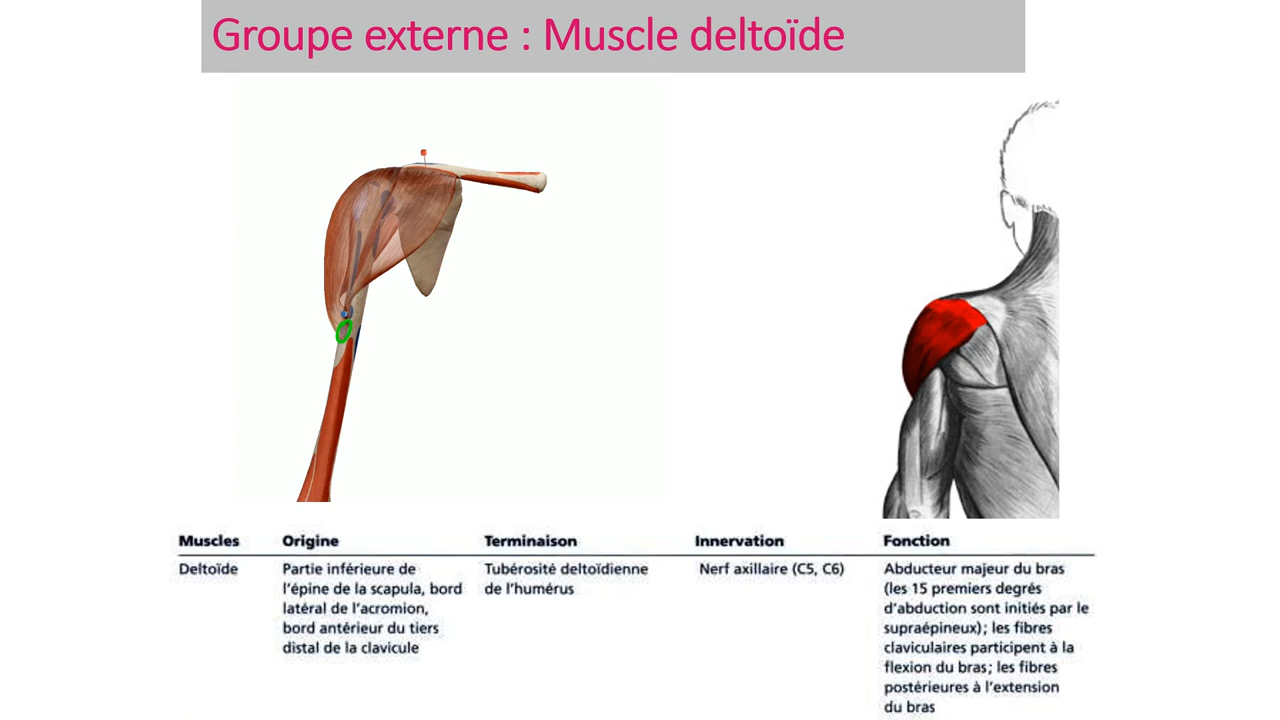 Groupe externe : Muscle deltoïde
Muscles Origine Terminaison Innervation Fonction
Deltoïde
Partie inférieure de
l'épine de la scapula, bord
latéral de l'acromion,
bord antérieur du tiers
distal de la clavicule
Tubérosité deltoïdienne
de l'humérus
Nerf axillaire (C5, C6)
Abducteur majeur du bras
(les 15 premiers degrés
d'abduction sont initiés par le
supraépineux) ; les fibres
claviculaires participent à la
flexion du bras ; les fibres
postérieures à l'extension
du bras